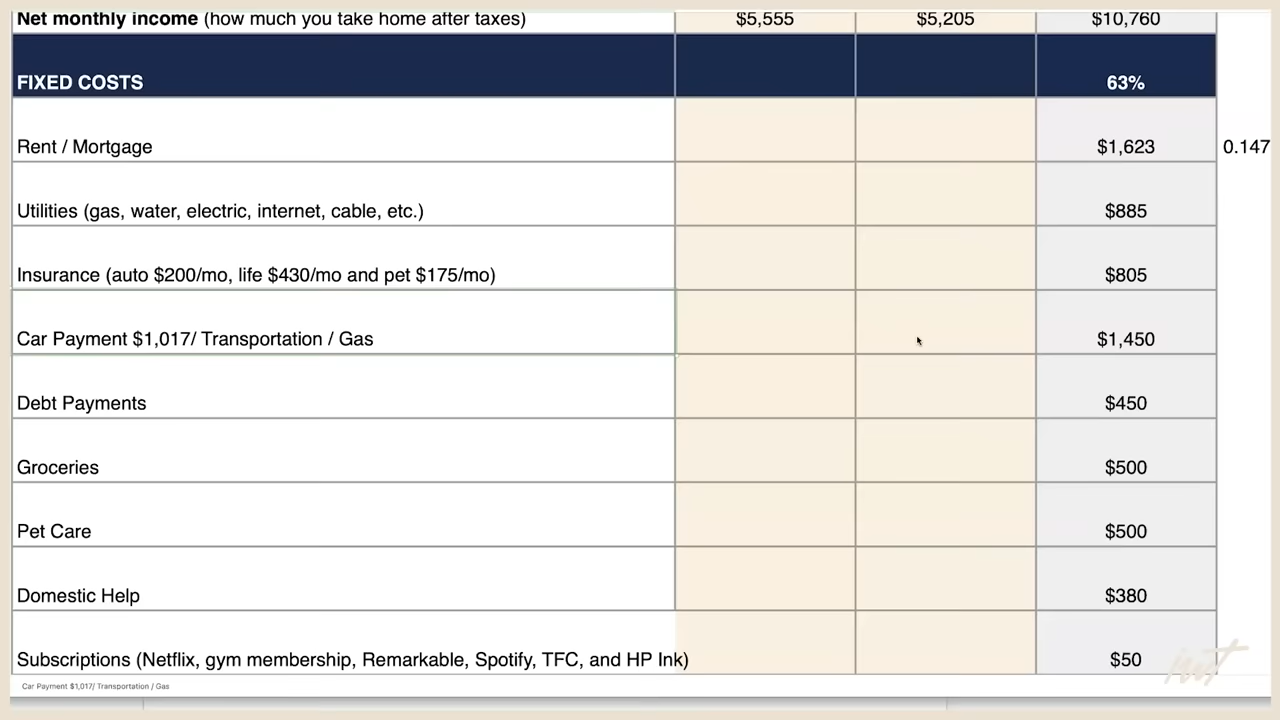 Net monthly income (how much you take home after taxes) $5,555 $5,205 $10,760
FIXED COSTS 63%
Rent / Mortgage $1,623 0.147
Utilities (gas, water, electric, internet, cable, etc.) $885
Insurance (auto $200/mo, life $430/mo and pet $175/mo) $805
Car Payment $1,017/ Transportation / Gas $1,450
Debt Payments $450
Groceries $500
Pet Care $500
Domestic Help $380
Subscriptions (Netflix, gym membership, Remarkable, Spotify, TFC, and HP Ink) $50
Car Payment $1,017/ Transportation / Gas